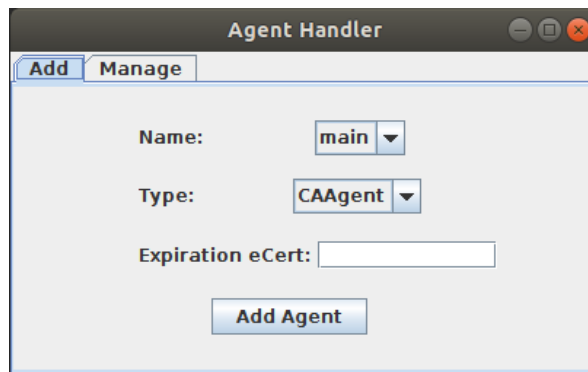 Agent Handler
Add Manage
Name: main
Type: CAAgent
Expiration eCert:
Add Agent